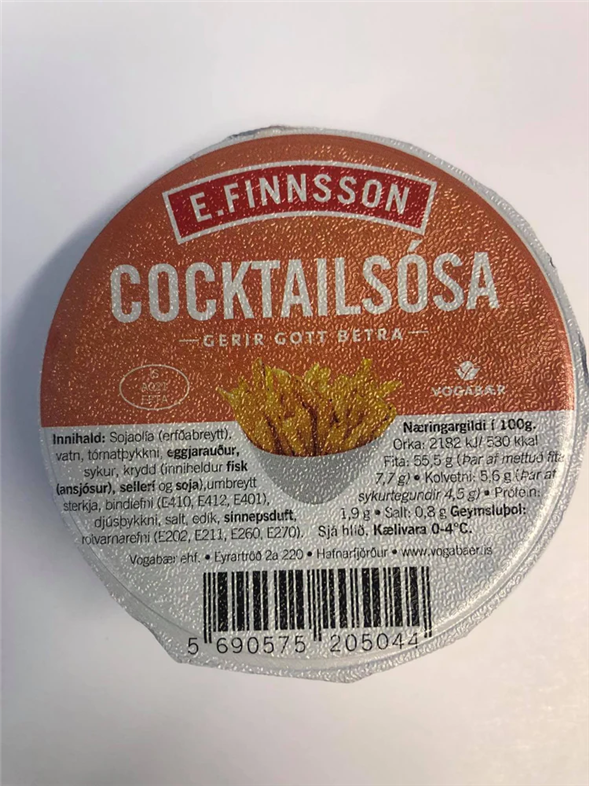 E.FINNSSON
COCKTAILSÓSA
GERIR GOTT BETRA
VOGABÆR
Innihald: Sojaolía (erfðabreytt),
vatn, tómatþykkni, eggjarauður,
sykur, krydd (inniheldur fisk
(ansjósur), sellerí og soja), umbreytt
sterkja, bindiefni (E410, E412, E401),
djúsþykkni, salt, edik, sinnepsduft,
rotvarnarefni (E202, E211, E260, E270).
Næringargildi í 100g.
Orka: 2182 kJ/ 530 Kkal
Fita: 55,5 g (þar af mettuð fita
7,7 g) • Kolvetni: 5,6 g (þar af
sykurtegundir 4,5 g) • Prótein:
1,9 g • Salt: 0,8 g Geymsluþol:
Sjá hlið. Kælivara 0-4°C.
Vogabær ehf. • Eyrartröð 2a 220 • Hafnarfjörður • www.vogabaer.is
5 690575 205044